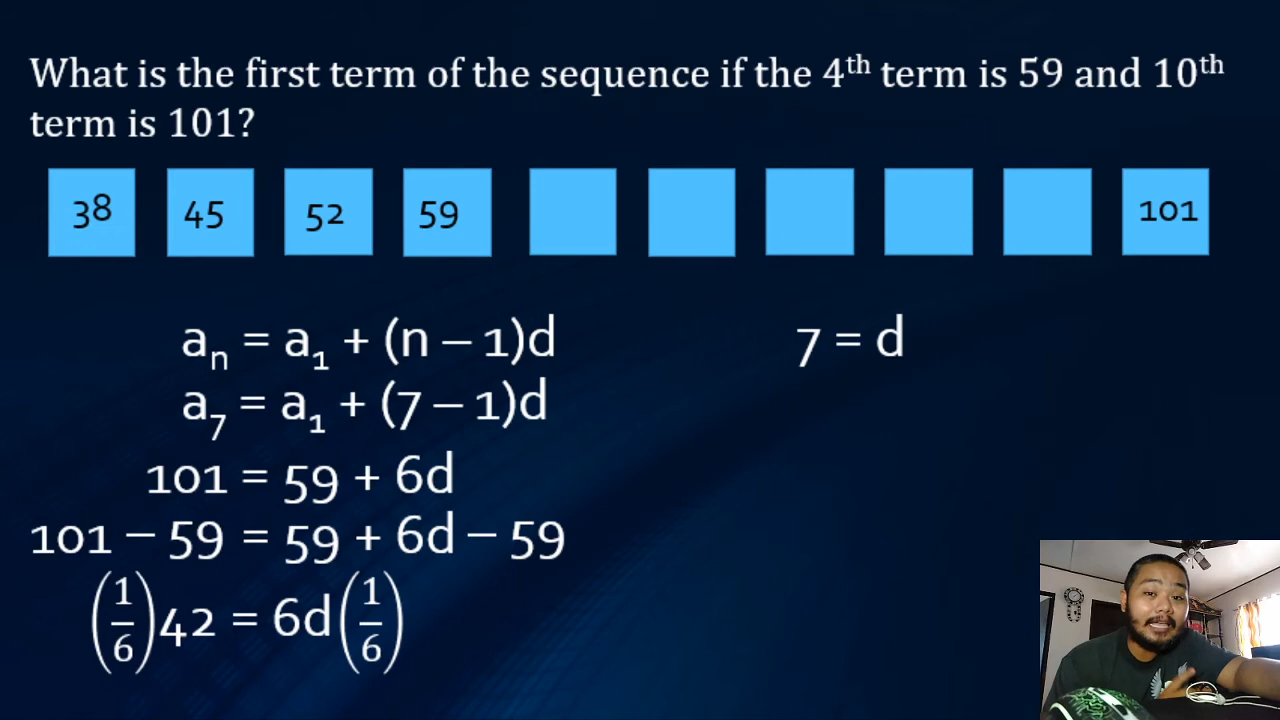 What is the first term of the sequence if the 4th term is 59 and 10th
term is 101?
38 45 52 59 101
aₙ = a₁ + (n – 1)d
7 = d
a₇ = a₁ + (7 – 1)d
101 = 59 + 6d
101 – 59 = 59 + 6d – 59
(1/6)42 = 6d(1/6)